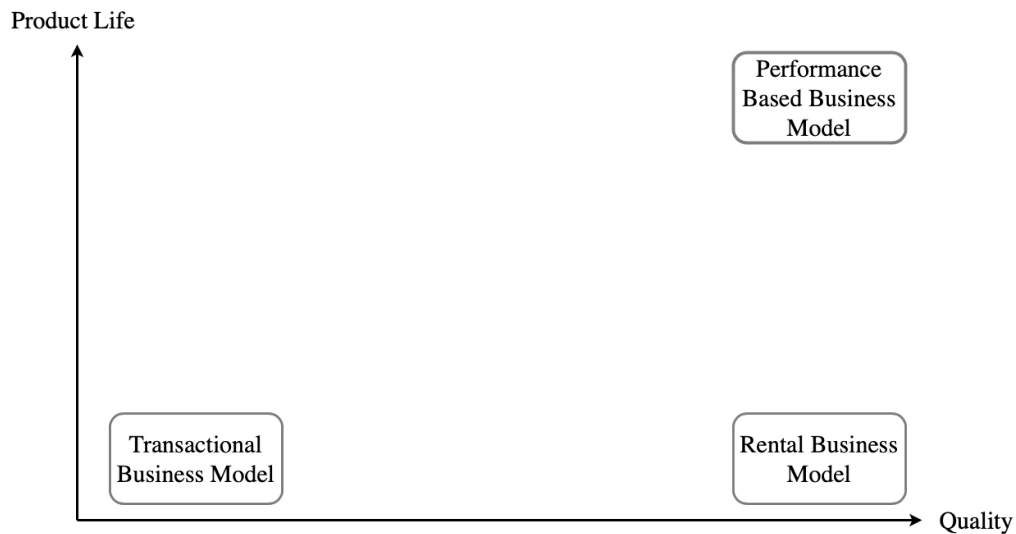 Product Life
Performance
Based Business
Model
Transactional
Business Model
Rental Business
Model
Quality